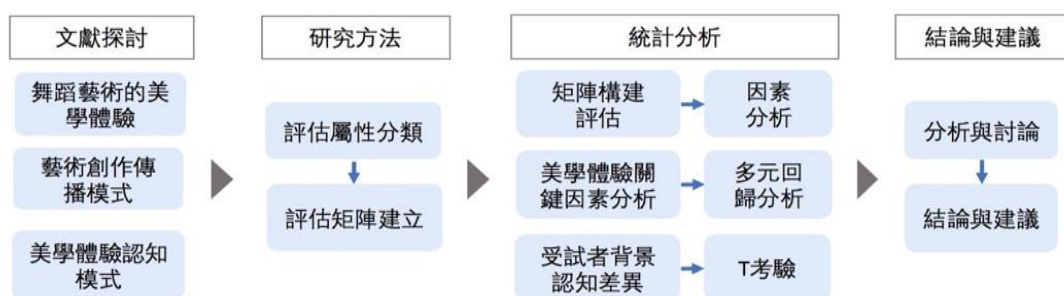 文獻探討
舞蹈藝術的美
學體驗
藝術創作傳
播模式
美學體驗認知
模式
研究方法
評估屬性分類
評估矩陣建立
統計分析
矩陣構建
評估
因素
分析
美學體驗關
鍵因素分析
多元回
歸分析
受試者背景
認知差異
T考驗
結論與建議
分析與討論
結論與建議